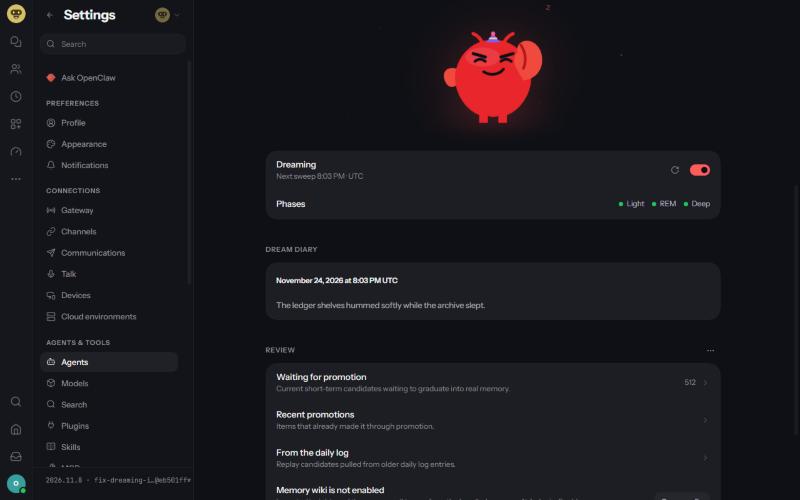 Settings
Search
Ask OpenClaw
PREFERENCES
Profile
Appearance
Notifications
CONNECTIONS
Gateway
Channels
Communications
Talk
Devices
Cloud environments
AGENTS & TOOLS
Agents
Models
Search
Plugins
Skills
2026.11.8 · fix-dreaming-i…@eb501ff
z
Dreaming
Next sweep 8:03 PM · UTC
Phases
Light
REM
Deep
DREAM DIARY
November 24, 2026 at 8:03 PM UTC
The ledger shelves hummed softly while the archive slept.
REVIEW
Waiting for promotion
Current short-term candidates waiting to graduate into real memory.
512
Recent promotions
Items that already made it through promotion.
From the daily log
Replay candidates pulled from older daily log entries.
Memory wiki is not enabled